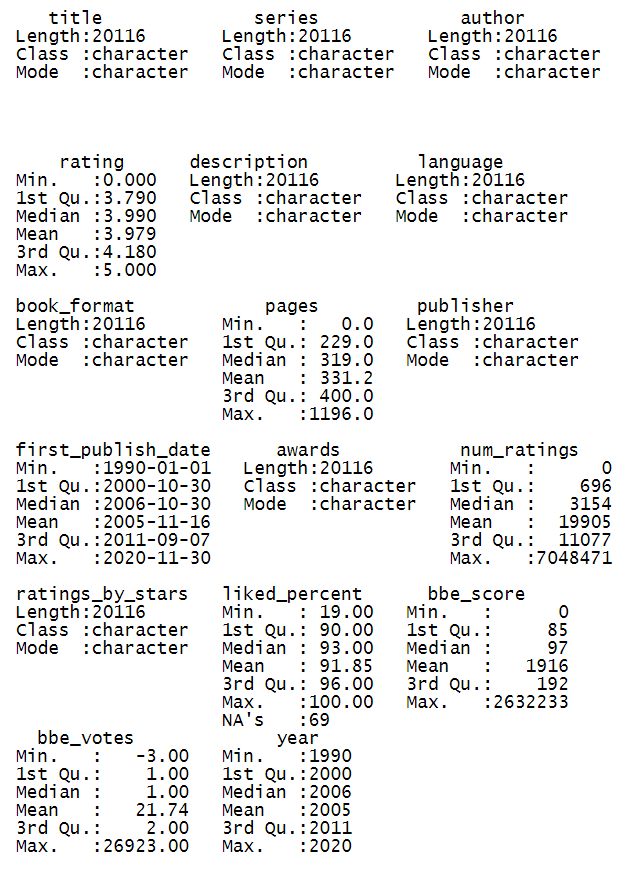 title series author
Length:20116 Length:20116 Length:20116
Class :character Class :character Class :character
Mode :character Mode :character Mode :character
rating description language
Min. :0.000 Length:20116 Length:20116
1st Qu.:3.790 Class :character Class :character
Median :3.990 Mode :character Mode :character
Mean :3.979
3rd Qu.:4.180
Max. :5.000
book_format pages publisher
Length:20116 Min. : 0.0 Length:20116
Class :character 1st Qu.: 229.0 Class :character
Mode :character Median : 319.0 Mode :character
Mean : 331.2
3rd Qu.: 400.0
Max. :1196.0
first_publish_date awards num_ratings
Min. :1990-01-01 Length:20116 Min. : 0
1st Qu.:2000-10-30 Class :character 1st Qu.: 696
Median :2006-10-30 Mode :character Median : 3154
Mean :2005-11-16 Mean : 19905
3rd Qu.:2011-09-07 3rd Qu.: 11077
Max. :2020-11-30 Max. :7048471
ratings_by_stars liked_percent bbe_score
Length:20116 Min. : 19.00 Min. : 0
Class :character 1st Qu.: 90.00 1st Qu.: 85
Mode :character Median : 93.00 Median : 97
Mean : 91.85 Mean : 1916
3rd Qu.: 96.00 3rd Qu.: 192
Max. :100.00 Max. :2632233
NA's :69
bbe_votes year
Min. : -3.00 Min. :1990
1st Qu.: 1.00 1st Qu.:2000
Median : 1.00 Median :2006
Mean : 21.74 Mean :2005
3rd Qu.: 2.00 3rd Qu.:2011
Max. :26923.00 Max. :2020